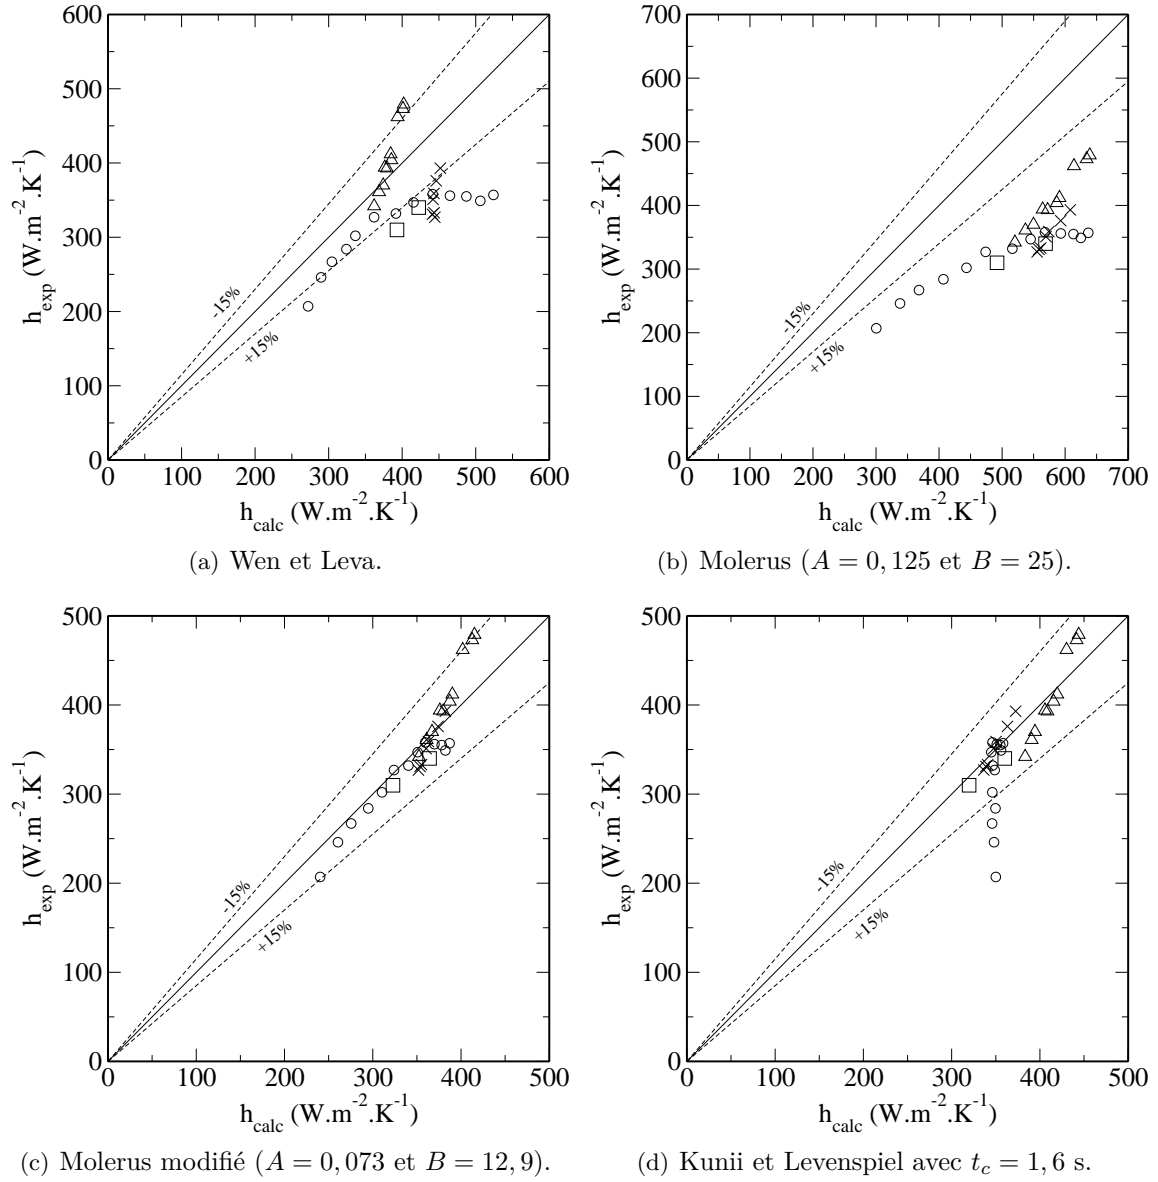 600
500
400
300
200
100
0
h_exp (W.m^-2.K^-1)
-15%
+15%
0 100 200 300 400 500 600
h_calc (W.m^-2.K^-1)
(a) Wen et Leva.
700
600
500
400
300
200
100
0
h_exp (W.m^-2.K^-1)
-15%
+15%
0 100 200 300 400 500 600 700
h_calc (W.m^-2.K^-1)
(b) Molerus (A = 0, 125 et B = 25).
500
400
300
200
100
0
h_exp (W.m^-2.K^-1)
-15%
+15%
0 100 200 300 400 500
h_calc (W.m^-2.K^-1)
(c) Molerus modifié (A = 0, 073 et B = 12, 9).
500
400
300
200
100
0
h_exp (W.m^-2.K^-1)
-15%
+15%
0 100 200 300 400 500
h_calc (W.m^-2.K^-1)
(d) Kunii et Levenspiel avec t_c = 1, 6 s.